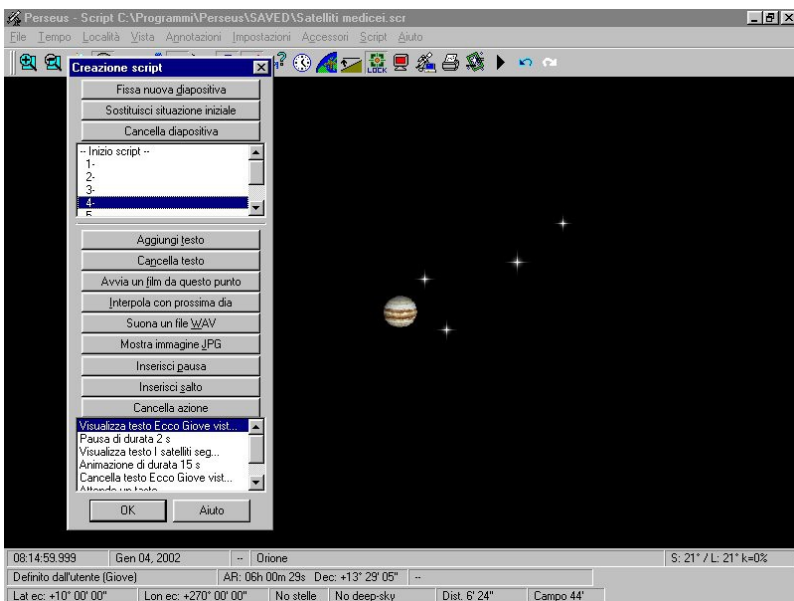 Perseus - Script C:\Programmi\Perseus\SAVED\Satelliti medicei.scr
File Tempo Località Vista Annotazioni Impostazioni Accessori Script Aiuto
LOCK
Creazione script
Fissa nuova diapositiva
Sostituisci situazione iniziale
Cancella diapositiva
-- Inizio script --
1-
2-
3-
4-
5
Aggiungi testo
Cancella testo
Avvia un film da questo punto
Interpola con prossima dia
Suona un file WAV
Mostra immagine JPG
Inserisci pausa
Inserisci salto
Cancella azione
Visualizza testo Ecco Giove vist...
Pausa di durata 2 s
Visualizza testo I satelliti seg...
Animazione di durata 15 s
Cancella testo Ecco Giove vist...
Attende un tasto
OK Aiuto
08:14:59.999 Gen 04, 2002 -- Orione S: 21° / L: 21° k=0%
Definito dall'utente (Giove) AR: 06h 00m 29s Dec: +13° 29' 05" --
Lat ec: +10° 00' 00" Lon ec: +270° 00' 00" No stelle No deep-sky Dist. 6' 24" Campo 44'